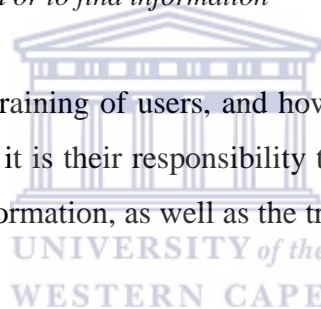 or to find information
raining of users, and how
it is their responsibility t
formation, as well as the tr
UNIVERSITY of the
WESTERN CAPE